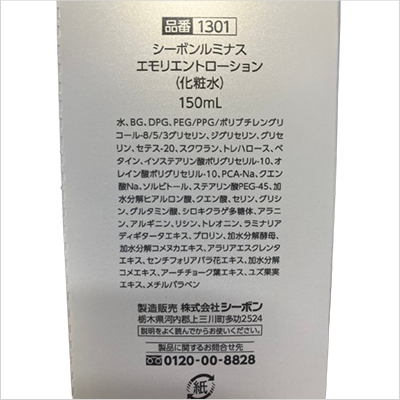 品番 1301
シーボンルミナス
エモリエントローション
(化粧水)
150mL
水、BG、DPG、PEG/PPG/ポリブチレングリ
コール-8/5/3グリセリン、ジグリセリン、グリセ
リン、セテス-20、スクワラン、トレハロース、ベ
タイン、イソステアリン酸ポリグリセリル-10、オ
レイン酸ポリグリセリル-10、PCA-Na、クエン
酸Na、ソルビトール、ステアリン酸PEG-45、加
水分解ヒアルロン酸、クエン酸、セリン、グリシ
ン、グルタミン酸、シロキクラゲ多糖体、アラニ
ン、アルギニン、リシン、トレオニン、ラミナリア
ディギタータエキス、プロリン、加水分解酵母、
加水分解コメヌカエキス、アラリアエスクレンタ
エキス、センチフォリアバラ花エキス、加水分解
コメエキス、アーチチョーク葉エキス、ユズ果実
エキス、メチルパラベン
製造販売 株式会社シーボン
栃木県河内郡上三川町多功2524
説明をよく読んでからお使いください。
製品に関するお問合せ先
0120-00-8828
紙